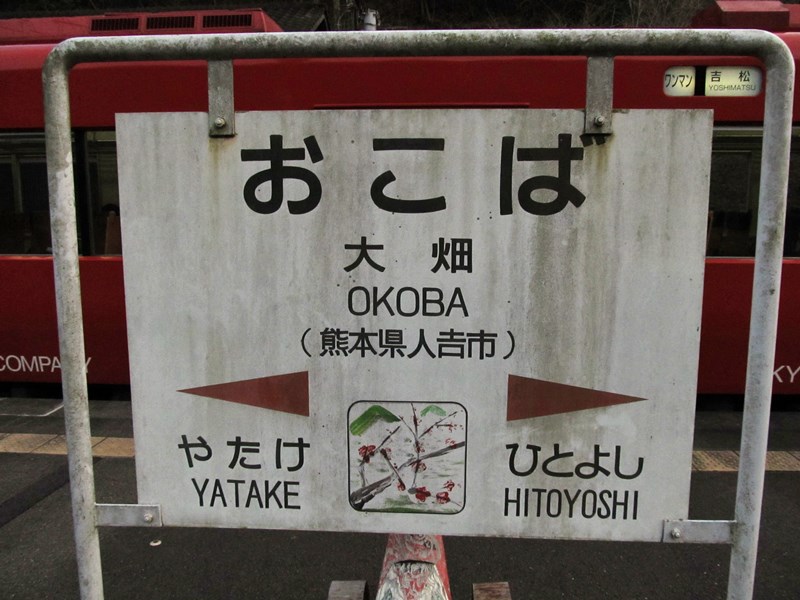 ワンマン 吉松
YOSHIMATSU
おこば
大畑
OKOBA
（熊本県人吉市）
やたけ ひとよし
YATAKE HITOYOSHI
COMPANY KY